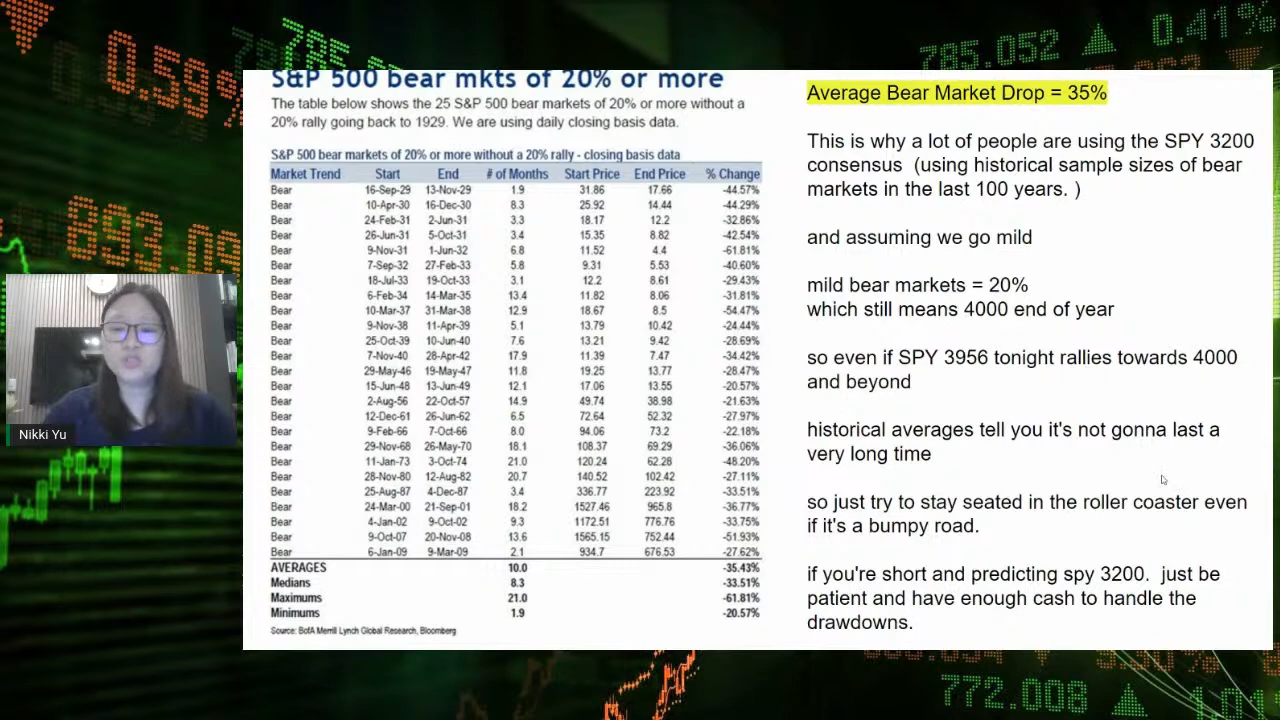 785.
785.052 ▲ 0.41%
0.59%
S&P 500 bear mkts of 20% or more
The table below shows the 25 S&P 500 bear markets of 20% or more without a
20% rally going back to 1929. We are using daily closing basis data.
S&P 500 bear markets of 20% or more without a 20% rally - closing basis data
Market Trend Start End # of Months Start Price End Price % Change
Bear 16-Sep-29 13-Nov-29 1.9 31.86 17.66 -44.57%
Bear 10-Apr-30 16-Dec-30 8.3 25.92 14.44 -44.29%
Bear 24-Feb-31 2-Jun-31 3.3 18.17 12.2 -32.86%
Bear 26-Jun-31 5-Oct-31 3.4 15.35 8.82 -42.54%
Bear 9-Nov-31 1-Jun-32 6.8 11.52 4.4 -61.81%
Bear 7-Sep-32 27-Feb-33 5.8 9.31 5.53 -40.60%
Bear 18-Jul-33 19-Oct-33 3.1 12.2 8.61 -29.43%
Bear 6-Feb-34 14-Mar-35 13.4 11.82 8.06 -31.81%
Bear 10-Mar-37 31-Mar-38 12.9 18.67 8.5 -54.47%
Bear 9-Nov-38 11-Apr-39 5.1 13.79 10.42 -24.44%
Bear 25-Oct-39 10-Jun-40 7.6 13.21 9.42 -28.69%
Bear 7-Nov-40 28-Apr-42 17.9 11.39 7.47 -34.42%
Bear 29-May-46 19-May-47 11.8 19.25 13.77 -28.47%
Bear 15-Jun-48 13-Jun-49 12.1 17.06 13.55 -20.57%
Bear 2-Aug-56 22-Oct-57 14.9 49.74 38.98 -21.63%
Bear 12-Dec-61 26-Jun-62 6.5 72.64 52.32 -27.97%
Bear 9-Feb-66 7-Oct-66 8.0 94.06 73.2 -22.18%
Bear 29-Nov-68 26-May-70 18.1 108.37 69.29 -36.06%
Bear 11-Jan-73 3-Oct-74 21.0 120.24 62.28 -48.20%
Bear 28-Nov-80 12-Aug-82 20.7 140.52 102.42 -27.11%
Bear 25-Aug-87 4-Dec-87 3.4 336.77 223.92 -33.51%
Bear 24-Mar-00 21-Sep-01 18.2 1527.46 965.8 -36.77%
Bear 4-Jan-02 9-Oct-02 9.3 1172.51 776.76 -33.75%
Bear 9-Oct-07 20-Nov-08 13.6 1565.15 752.44 -51.93%
Bear 6-Jan-09 9-Mar-09 2.1 934.7 676.53 -27.62%
AVERAGES 10.0 -35.43%
Medians 8.3 -33.51%
Maximums 21.0 -61.81%
Minimums 1.9 -20.57%
Source: BofA Merrill Lynch Global Research, Bloomberg
Average Bear Market Drop = 35%
This is why a lot of people are using the SPY 3200
consensus (using historical sample sizes of bear
markets in the last 100 years. )
and assuming we go mild
mild bear markets = 20%
which still means 4000 end of year
so even if SPY 3956 tonight rallies towards 4000
and beyond
historical averages tell you it's not gonna last a
very long time
so just try to stay seated in the roller coaster even
if it's a bumpy road.
if you're short and predicting spy 3200. just be
patient and have enough cash to handle the
drawdowns.
Nikki Yu
772.008 ▲